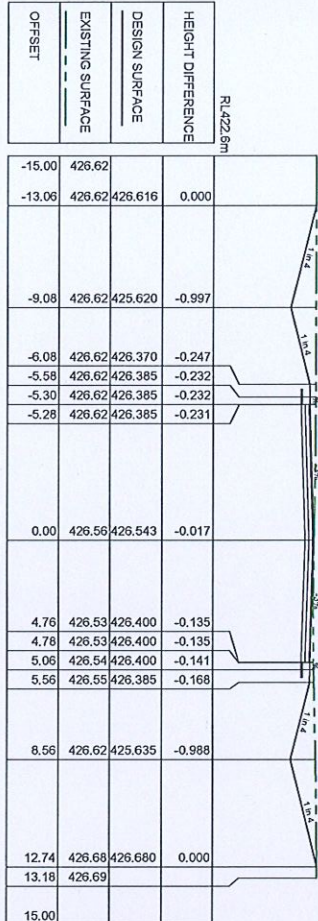 RL422.6m
HEIGHT DIFFERENCE 0.000 -0.997 -0.247 -0.232 -0.232 -0.231 -0.017 -0.135 -0.135 -0.141 -0.168 -0.988 0.000
DESIGN SURFACE 426.616 425.620 426.370 426.385 426.385 426.385 426.543 426.400 426.400 426.400 426.385 425.635 426.680
EXISTING SURFACE 426.62 426.62 426.62 426.62 426.62 426.62 426.62 426.56 426.53 426.53 426.54 426.55 426.62 426.68 426.69
OFFSET -15.00 -13.06 -9.08 -6.08 -5.58 -5.30 -5.28 0.00 4.76 4.78 5.06 5.56 8.56 12.74 13.18 15.00
1 in 4
1 in 4
1 in 4
1 in 4